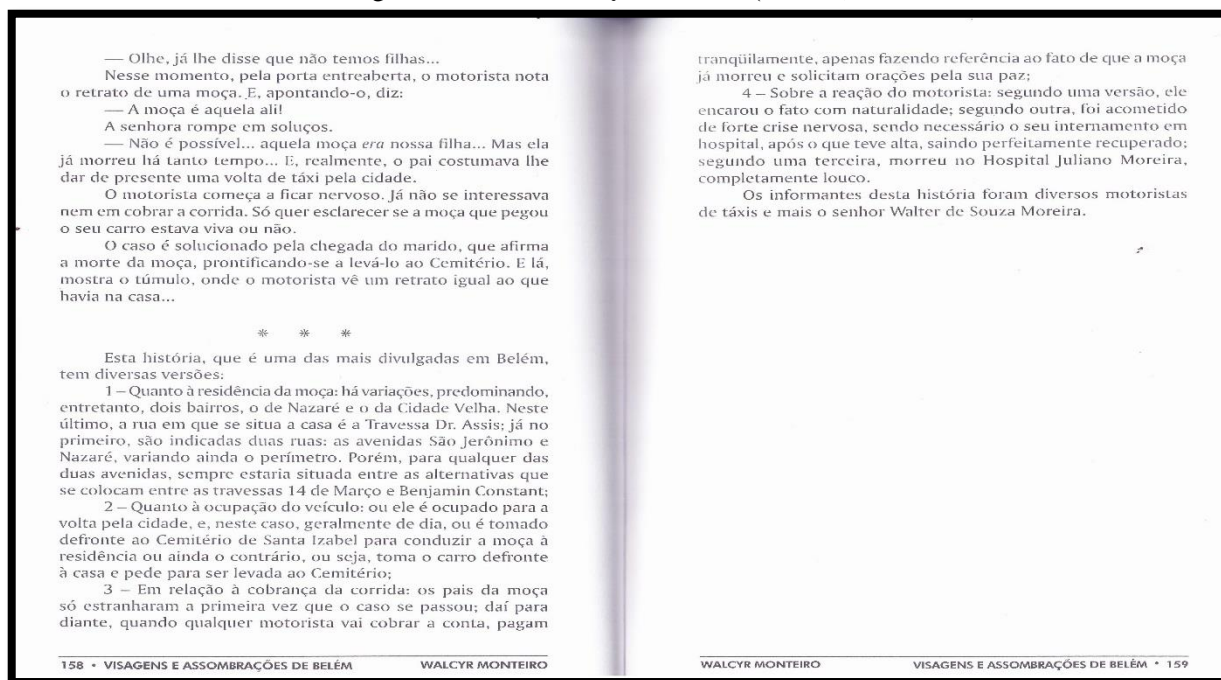 — Olhe, já lhe disse que não temos filhas...
Nesse momento, pela porta entreaberta, o motorista nota
o retrato de uma moça. E, apontando-o, diz:
— A moça é aquela ali!
A senhora rompe em soluços.
— Não é possível... aquela moça era nossa filha... Mas ela
já morreu há tanto tempo... E, realmente, o pai costumava lhe
dar de presente uma volta de táxi pela cidade.
O motorista começa a ficar nervoso. Já não se interessava
nem em cobrar a corrida. Só quer esclarecer se a moça que pegou
o seu carro estava viva ou não.
O caso é solucionado pela chegada do marido, que afirma
a morte da moça, prontificando-se a levá-lo ao Cemitério. E lá,
mostra o túmulo, onde o motorista vê um retrato igual ao que
havia na casa...
* * *
Esta história, que é uma das mais divulgadas em Belém,
tem diversas versões:
1 – Quanto à residência da moça: há variações, predominando,
entretanto, dois bairros, o de Nazaré e o da Cidade Velha. Neste
último, a rua em que se situa a casa é a Travessa Dr. Assis; já no
primeiro, são indicadas duas ruas: as avenidas São Jerônimo e
Nazaré, variando ainda o perímetro. Porém, para qualquer das
duas avenidas, sempre estaria situada entre as alternativas que
se colocam entre as travessas 14 de Março e Benjamin Constant;
2 – Quanto à ocupação do veículo: ou ele é ocupado para a
volta pela cidade, e, neste caso, geralmente de dia, ou é tomado
defronte ao Cemitério de Santa Izabel para conduzir a moça à
residência ou ainda o contrário, ou seja, toma o carro defronte
à casa e pede para ser levada ao Cemitério;
3 – Em relação à cobrança da corrida: os pais da moça
só estranharam a primeira vez que o caso se passou; daí para
diante, quando qualquer motorista vai cobrar a conta, pagam
158 • VISAGENS E ASSOMBRAÇÕES DE BELÉM WALCYR MONTEIRO
tranqüilamente, apenas fazendo referência ao fato de que a moça
já morreu e solicitam orações pela sua paz;
4 – Sobre a reação do motorista: segundo uma versão, ele
encarou o fato com naturalidade; segundo outra, foi acometido
de forte crise nervosa, sendo necessário o seu internamento em
hospital, após o que teve alta, saindo perfeitamente recuperado;
segundo uma terceira, morreu no Hospital Juliano Moreira,
completamente louco.
Os informantes desta história foram diversos motoristas
de táxis e mais o senhor Walter de Souza Moreira.
WALCYR MONTEIRO VISAGENS E ASSOMBRAÇÕES DE BELÉM • 159